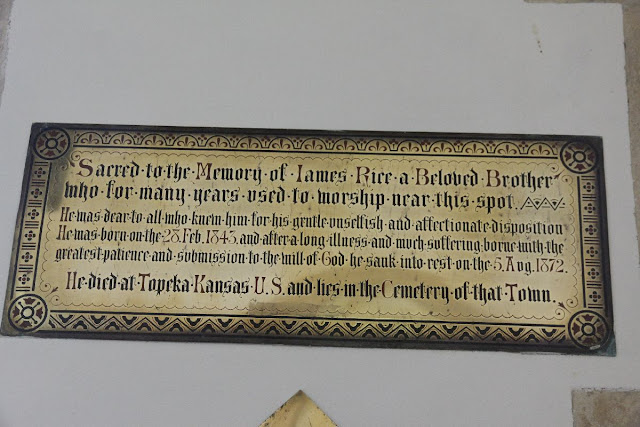 Sacred·to·the·Memory·of·James·Rice·a·Beloved·Brother
who·for·many·years·used·to·worship·near·this·spot.
He·was·dear·to·all·who·knew·him·for·his·gentle·unselfish·and·affectionate·disposition
He·was·born·on·the·28.Feb.1843.and·after·a·long·illness·and·much·suffering·borne·with·the
greatest·patience·and·submission·to·the·will·of·God·he·sank·into·rest·on·the·5.Aug.1872.
He·died·at·Topeka·Kansas·U.S.and·lies·in·the·Cemetery·of·that·Town.